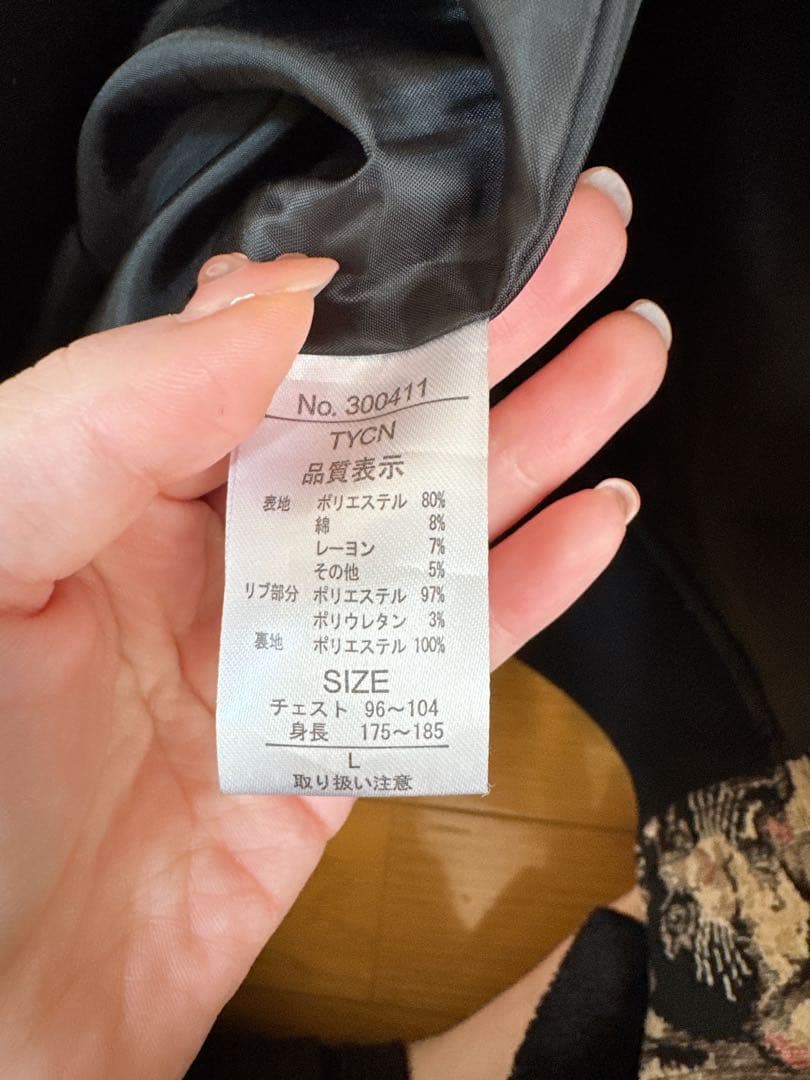 No. 300411
TYCN
品質表示
表地 ポリエステル 80%
綿 8%
レーヨン 7%
その他 5%
リブ部分 ポリエステル 97%
ポリウレタン 3%
裏地 ポリエステル 100%
SIZE
チェスト 96～104
身長 175～185
L
取り扱い注意